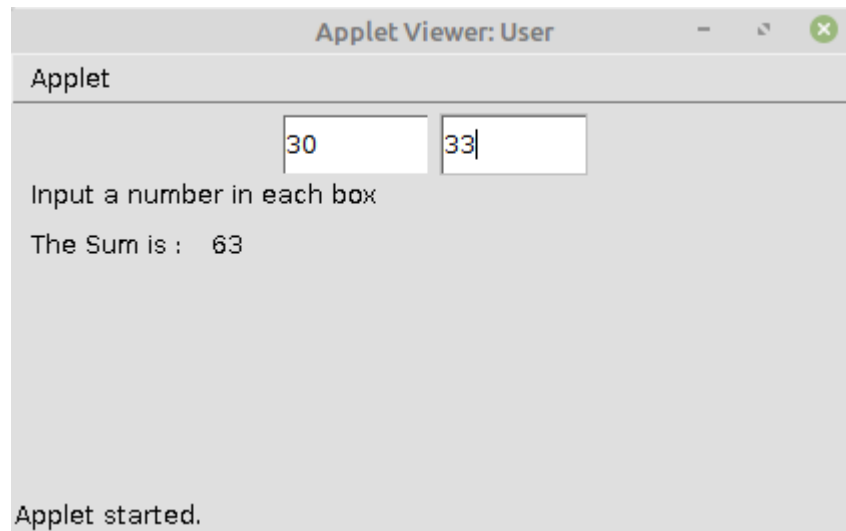 Applet Viewer: User
Applet
30 33
Input a number in each box
The Sum is : 63
Applet started.